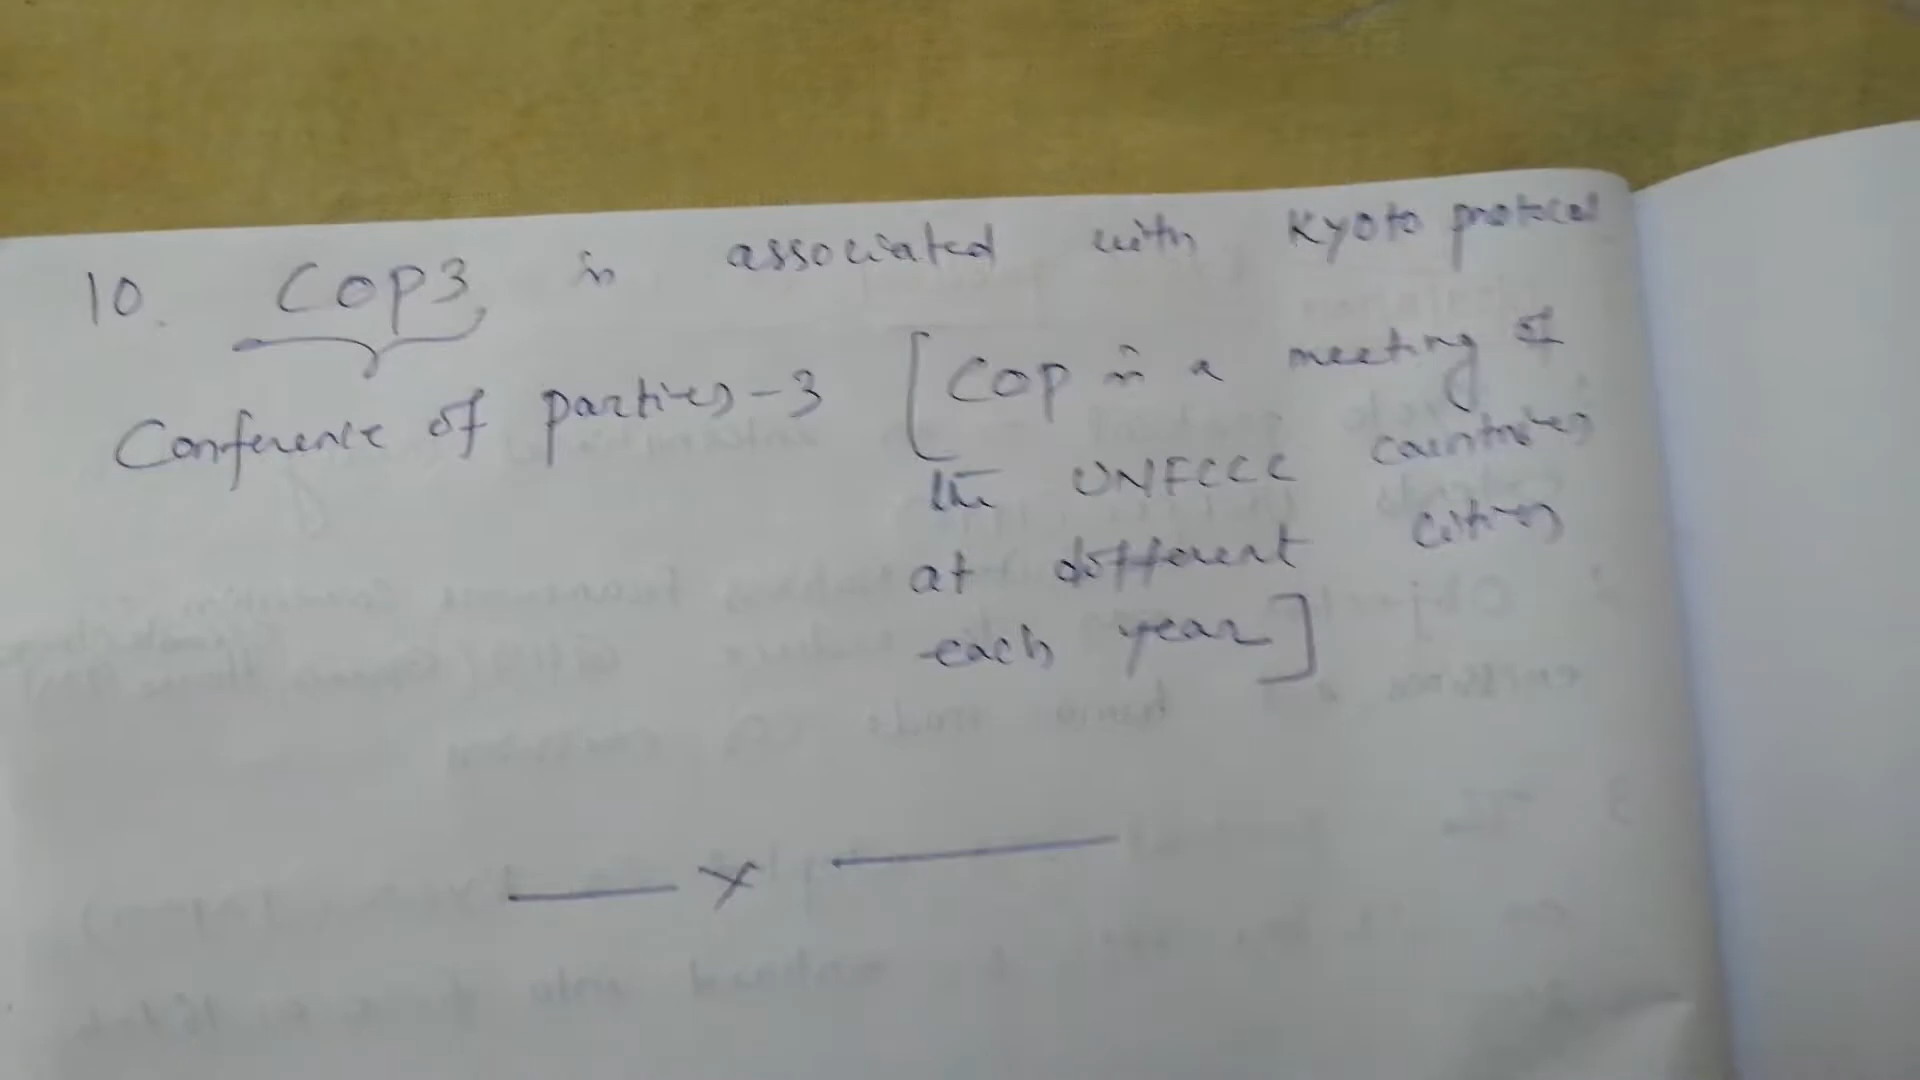 10. COP3 is associated with Kyoto protocol
Conference of parties-3 [COP is a meeting of
the UNFCCC countries
at different cities
each year]
x